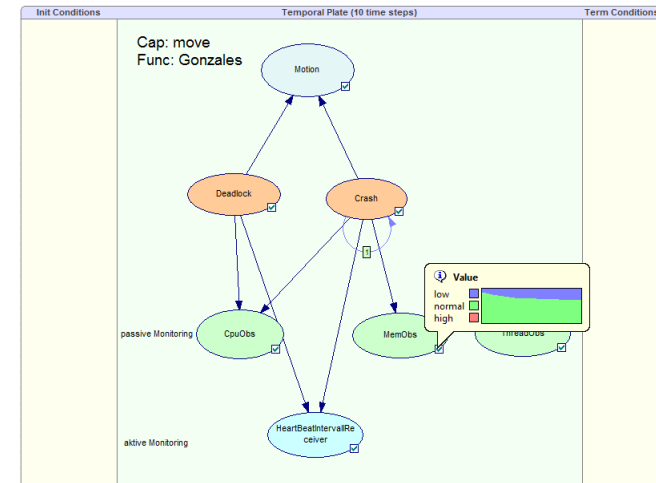 Init Conditions
Temporal Plate (10 time steps)
Term Conditions
Cap: move
Func: Gonzales
Motion
Deadlock
Crash
1
Value
low
normal
high
passive Monitoring
CpuObs
MemObs
ThreadObs
HeartBeatIntervallRe
ceiver
aktive Monitoring